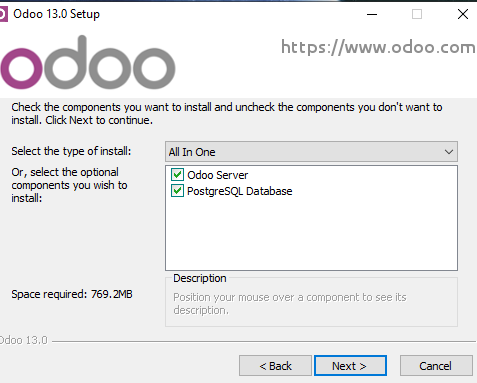 Odoo 13.0 Setup
odoo
https://www.odoo.com
Check the components you want to install and uncheck the components you don't want to
install. Click Next to continue.
Select the type of install:
All In One
Or, select the optional
components you wish to
install:
Odoo Server
PostgreSQL Database
Space required: 769.2MB
Description
Position your mouse over a component to see its
description.
Odoo 13.0
< Back
Next >
Cancel